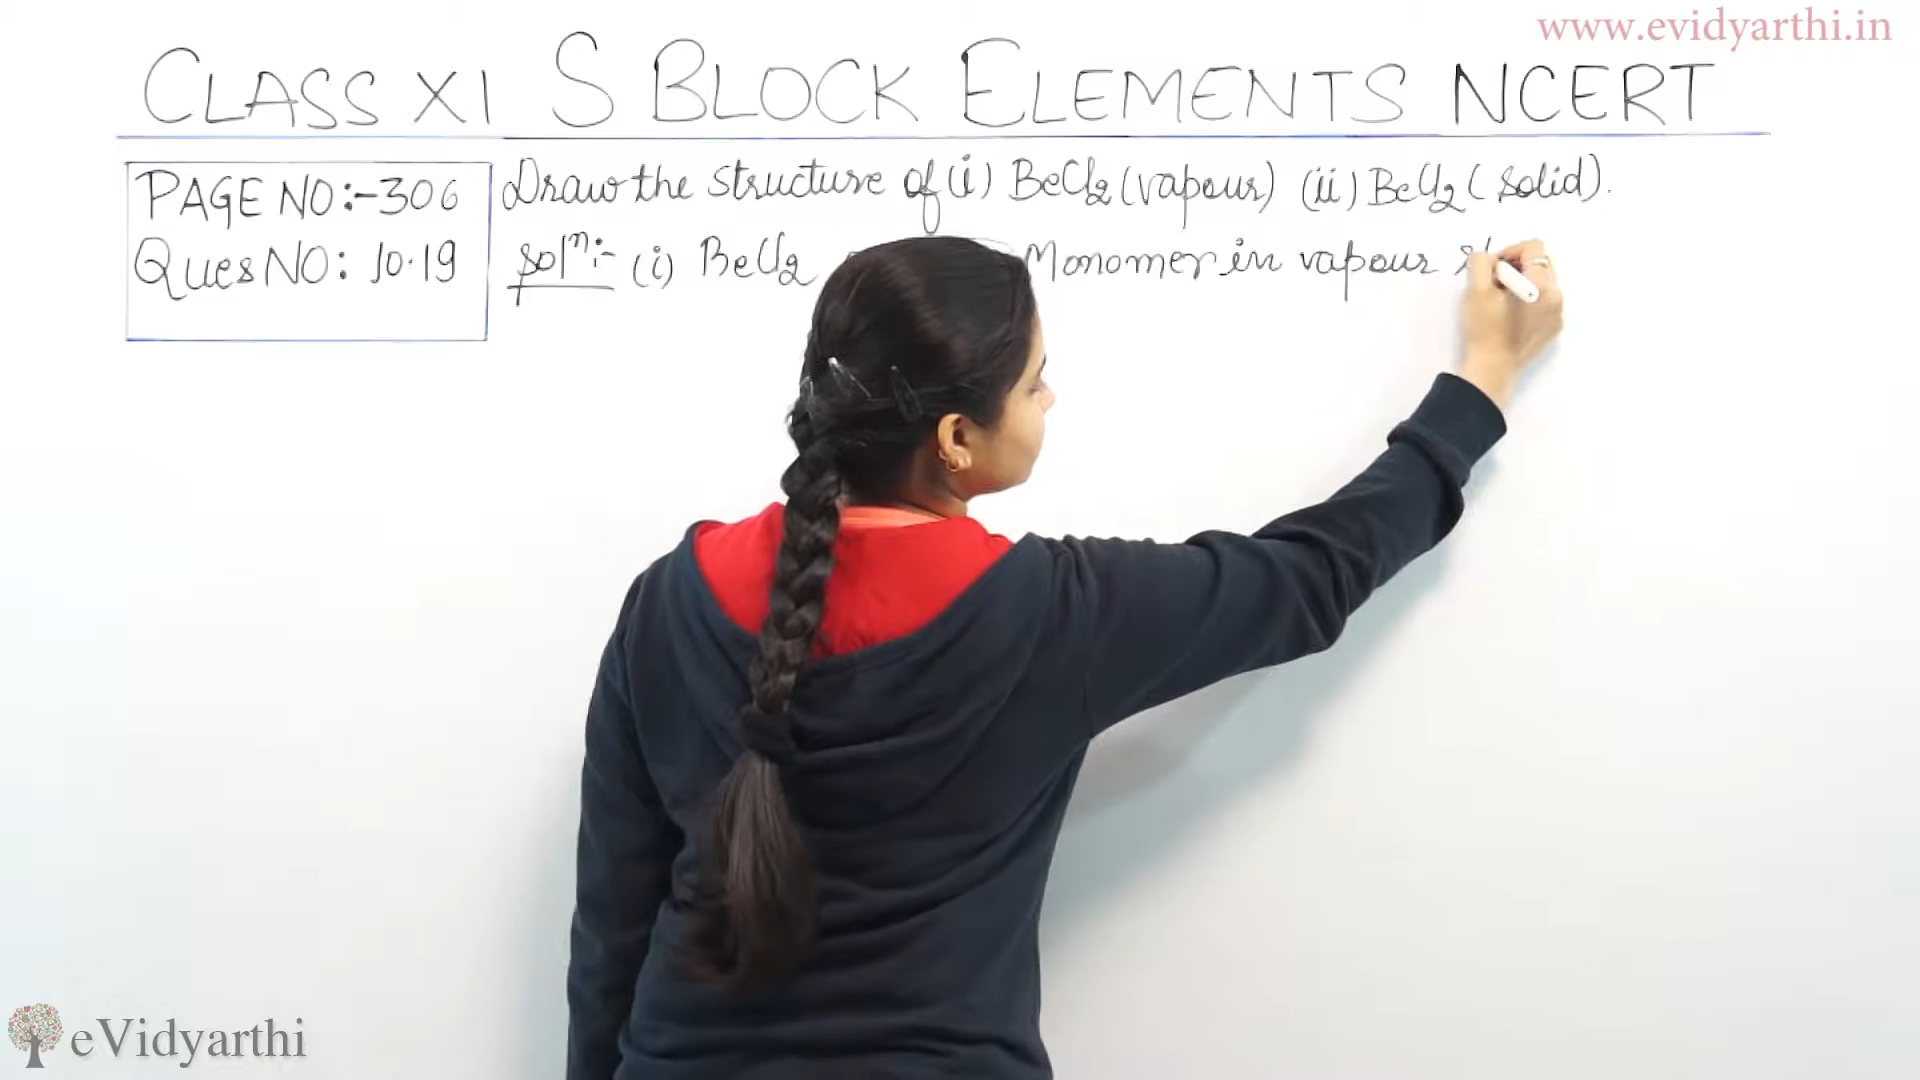 www.evidyarthi.in
CLASS XI S BLOCK ELEMENTS NCERT
PAGE NO:-306
QUES NO: 10.19
Draw the structure of (i) BeCl2 (vapour) (ii) BeCl2 (solid).
Solⁿ:- (i) BeCl2 Monomer in vapour
eVidyarthi